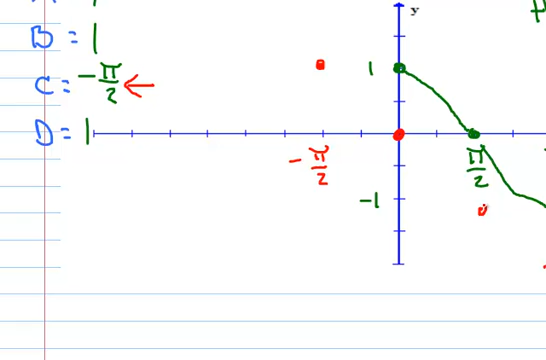 y
B = 1
C = -π/2 ←
D = 1
1
-π/2
π/2
-1